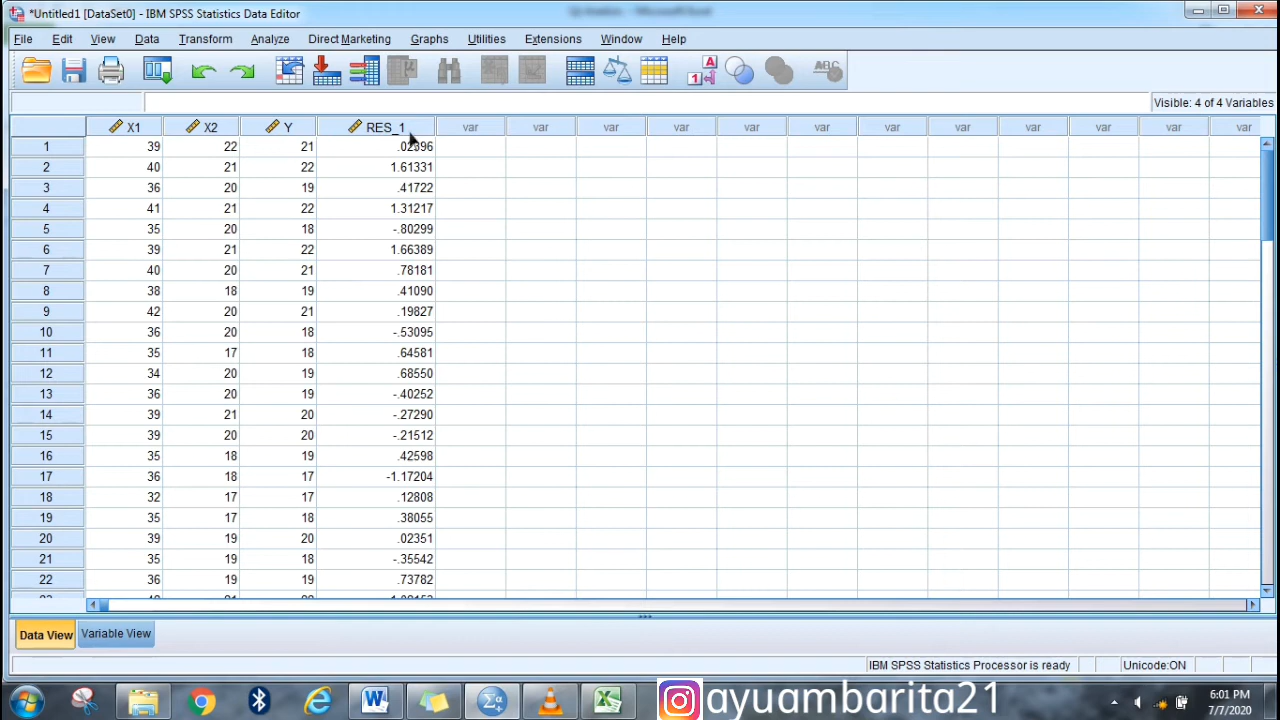 *Untitled1 [DataSet0] - IBM SPSS Statistics Data Editor
File Edit View Data Transform Analyze Direct Marketing Graphs Utilities Extensions Window Help
Visible: 4 of 4 Variables
X1 X2 Y RES_1 var var var var var var var var var var var var
1 39 22 21 .02396
2 40 21 22 1.61331
3 36 20 19 .41722
4 41 21 22 1.31217
5 35 20 18 -.80299
6 39 21 22 1.66389
7 40 20 21 .78181
8 38 18 19 .41090
9 42 20 21 .19827
10 36 20 18 -.53095
11 35 17 18 .64581
12 34 20 19 .68550
13 36 20 19 -.40252
14 39 21 20 -.27290
15 39 20 20 -.21512
16 35 18 19 .42598
17 36 18 17 -1.17204
18 32 17 17 .12808
19 35 17 18 .38055
20 39 19 20 .02351
21 35 19 18 -.35542
22 36 19 19 .73782
Data View Variable View
IBM SPSS Statistics Processor is ready Unicode:ON
ayuambarita21
6:01 PM
7/7/2020